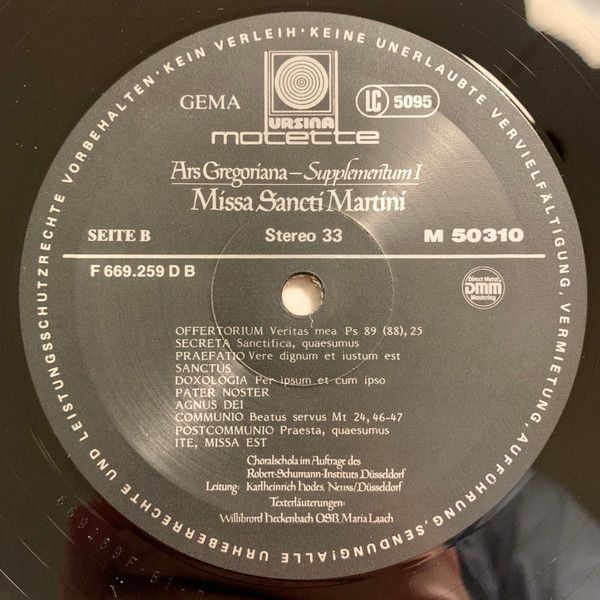 ALLE URHEBERRECHTE UND LEISTUNGSSCHUTZRECHTE VORBEHALTEN · KEIN VERLEIH · KEINE UNERLAUBTE VERVIELFÄLTIGUNG, VERMIETUNG, AUFFÜHRUNG, SENDUNG!
GEMA
URSINA
motette
LC 5095
Ars Gregoriana — Supplementum I
Missa Sancti Martini
SEITE B Stereo 33 M 50310
F 669.259 D B
Direct Metal
DMM
Mastering
OFFERTORIUM Veritas mea Ps 89 (88), 25
SECRETA Sanctifica, quaesumus
PRAEFATIO Vere dignum et iustum est
SANCTUS
DOXOLOGIA Per ipsum et cum ipso
PATER NOSTER
AGNUS DEI
COMMUNIO Beatus servus Mt 24, 46-47
POSTCOMMUNIO Praesta, quaesumus
ITE, MISSA EST
Choralschola im Auftrage des
Robert-Schumann-Instituts, Düsseldorf
Leitung: Karlheinrich Hodes, Neuss/Düsseldorf
Texterläuterungen:
Willibrord Heckenbach OSB, Maria Laach